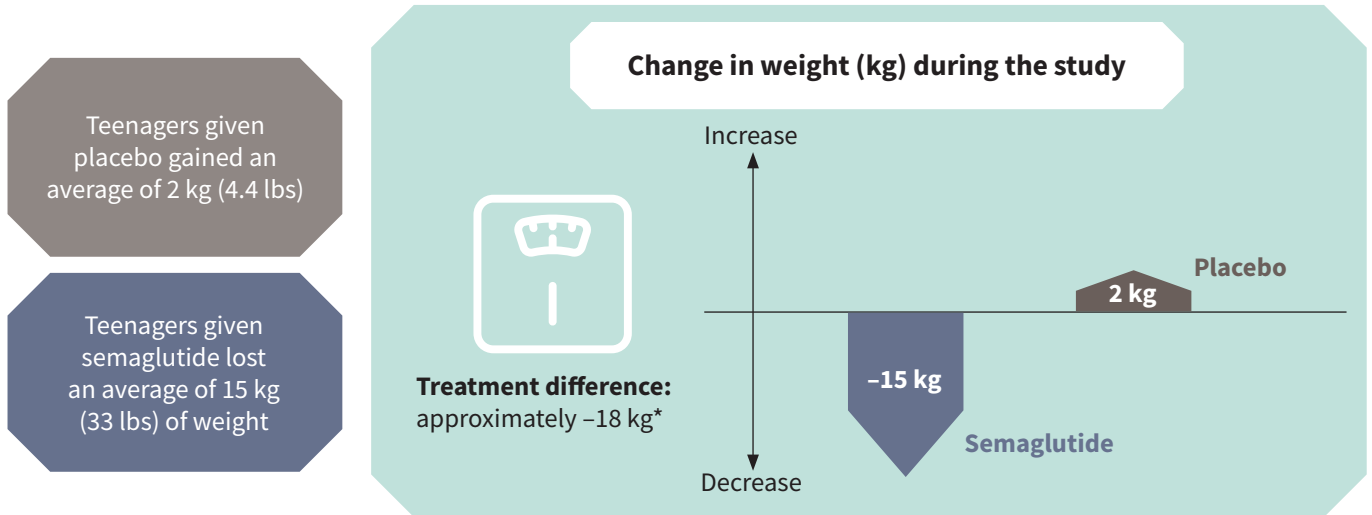 Teenagers given
placebo gained an
average of 2 kg (4.4 lbs)
Teenagers given
semaglutide lost
an average of 15 kg
(33 lbs) of weight
Change in weight (kg) during the study
Increase
Placebo
2 kg
–15 kg
Treatment difference:
approximately –18 kg*
Semaglutide
Decrease